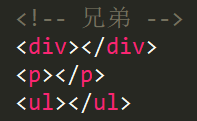 <!-- 兄弟 -->
<div></div>
<p></p>
<ul></ul>